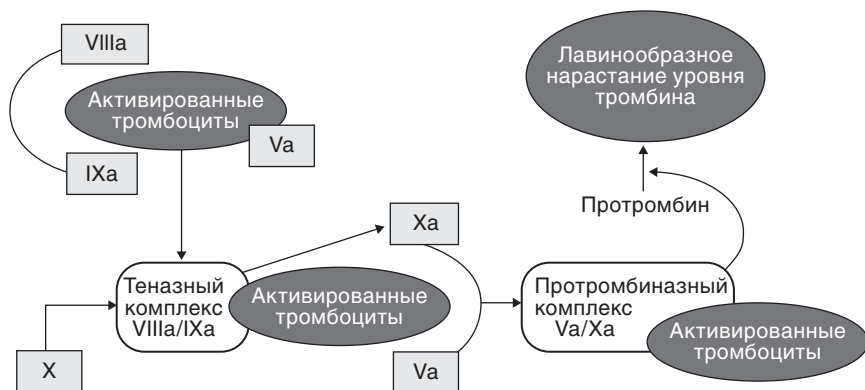 VIIIa
Активированные
тромбоциты
Va
IXa
Лавинообразное
нарастание уровня
тромбина
Протромбин
Xa
Теназный
комплекс
VIIIa/IXa
Активированные
тромбоциты
X
Va
Протромбиназный
комплекс
Va/Xa
Активированные
тромбоциты